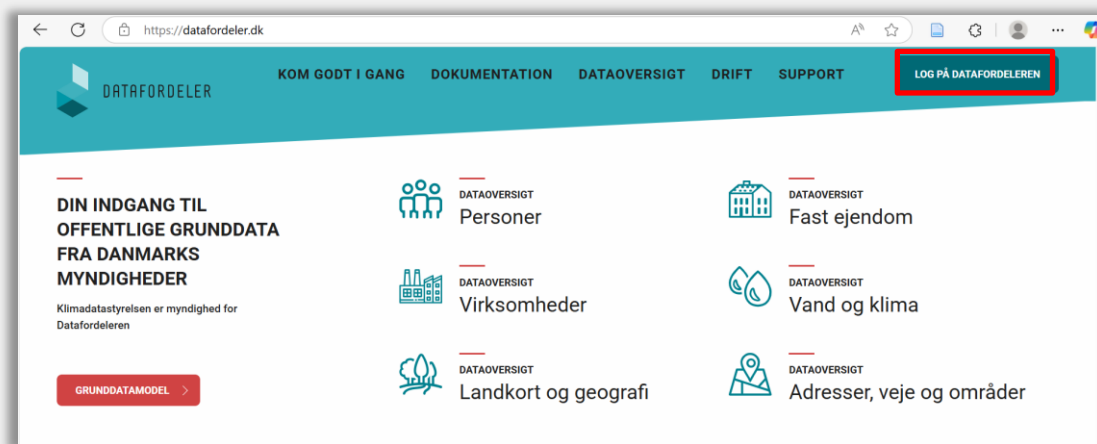 https://datafordeler.dk
DATAFORDELER
KOM GODT I GANG DOKUMENTATION DATAOVERSIGT DRIFT SUPPORT
LOG PÅ DATAFORDELEREN
DIN INDGANG TIL
OFFENTLIGE GRUNDDATA
FRA DANMARKS
MYNDIGHEDER
Klimadatastyrelsen er myndighed for
Datafordeleren
GRUNDDATAMODEL
DATAOVERSIGT
Personer
DATAOVERSIGT
Fast ejendom
DATAOVERSIGT
Virksomheder
DATAOVERSIGT
Vand og klima
DATAOVERSIGT
Landkort og geografi
DATAOVERSIGT
Adresser, veje og områder